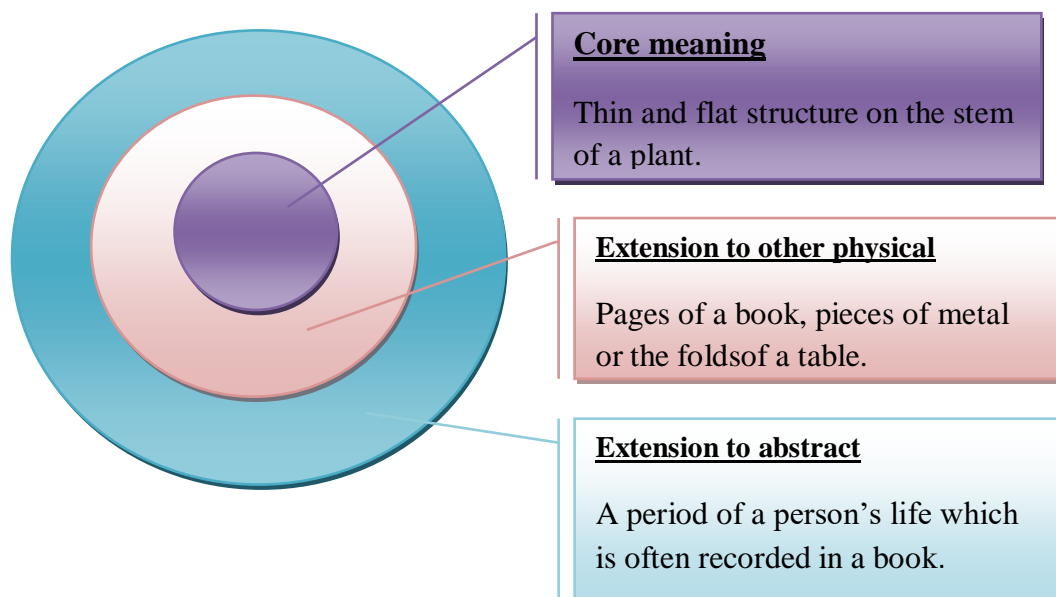 Core meaning
Thin and flat structure on the stem
of a plant.
Extension to other physical
Pages of a book, pieces of metal
or the foldsof a table.
Extension to abstract
A period of a person’s life which
is often recorded in a book.